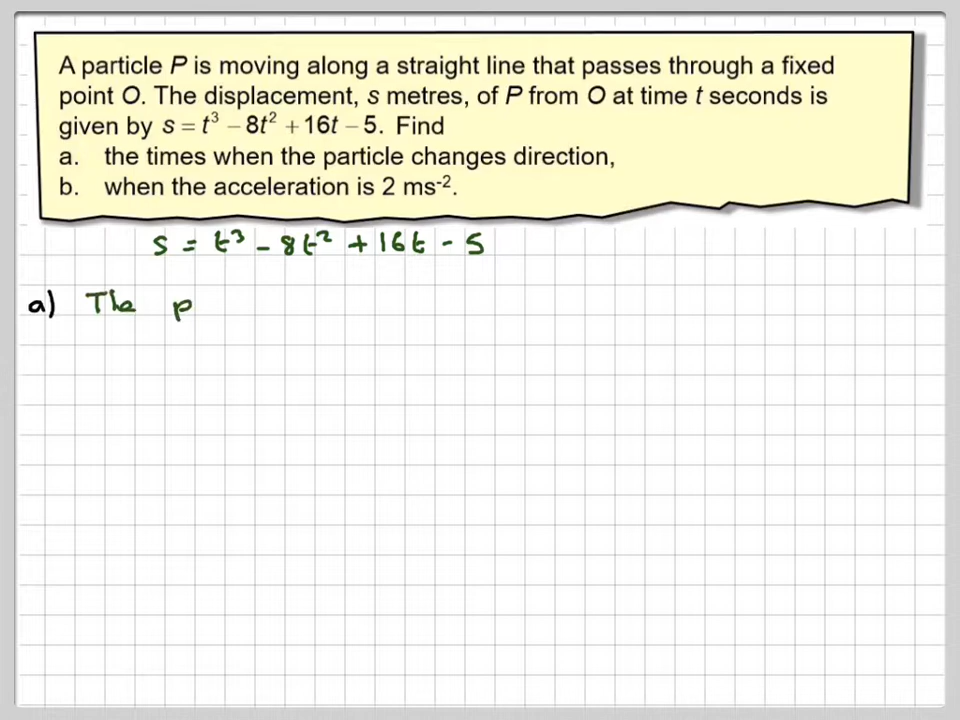 A particle P is moving along a straight line that passes through a fixed
point O. The displacement, s metres, of P from O at time t seconds is
given by s = t³ − 8t² + 16t − 5. Find
a. the times when the particle changes direction,
b. when the acceleration is 2 ms⁻².
s = t³ − 8t² + 16t − 5
a) The p